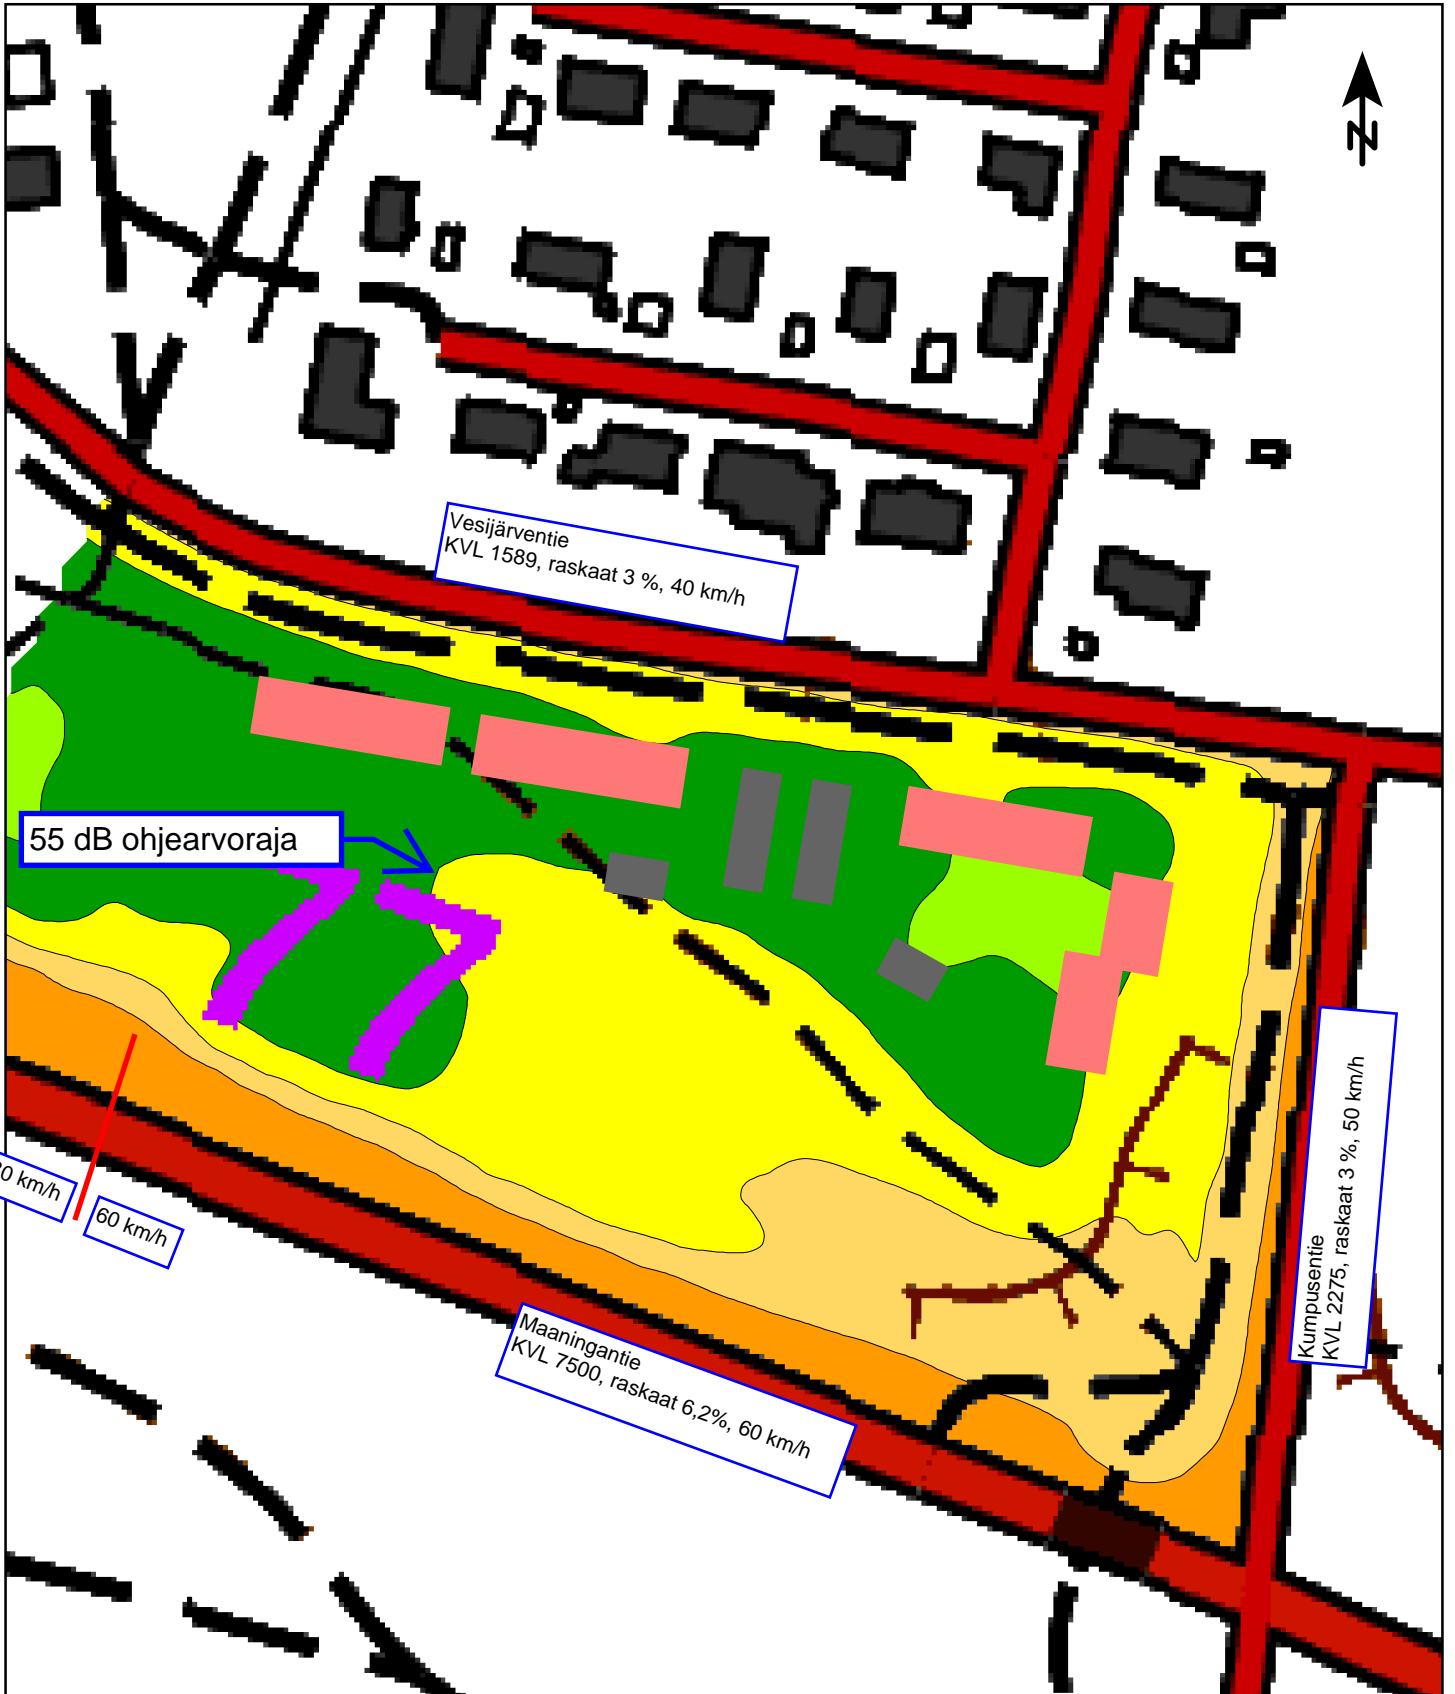 N
Vesijärventie
KVL 1589, raskaat 3 %, 40 km/h
55 dB ohjearvoraja
km/h
60 km/h
Maaningantie
KVL 7500, raskaat 6,2%, 60 km/h
Kumpusentie
KVL 2275, raskaat 3 %, 50 km/h